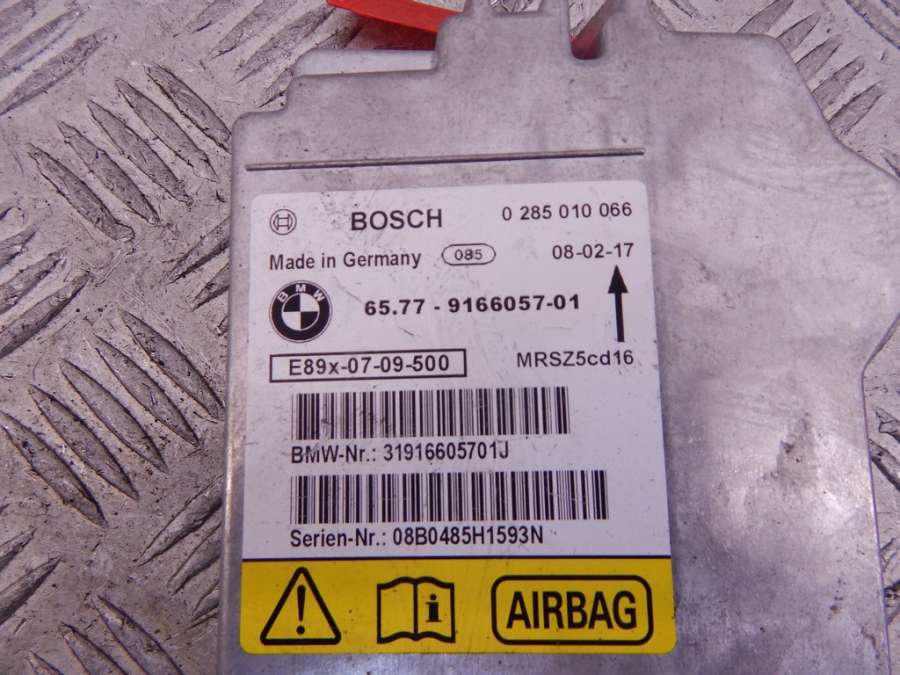 BOSCH 0 285 010 066
Made in Germany 085 08-02-17
BMW 65.77 - 9166057-01
E89x-07-09-500 MRSZ5cd16
BMW-Nr.: 31916605701J
Serien-Nr.: 08B0485H1593N
i AIRBAG